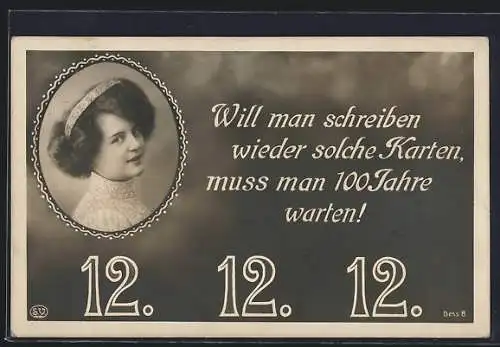 Will man schreiben
wieder solche Karten,
muss man 100 Jahre
warten!
12. 12. 12.